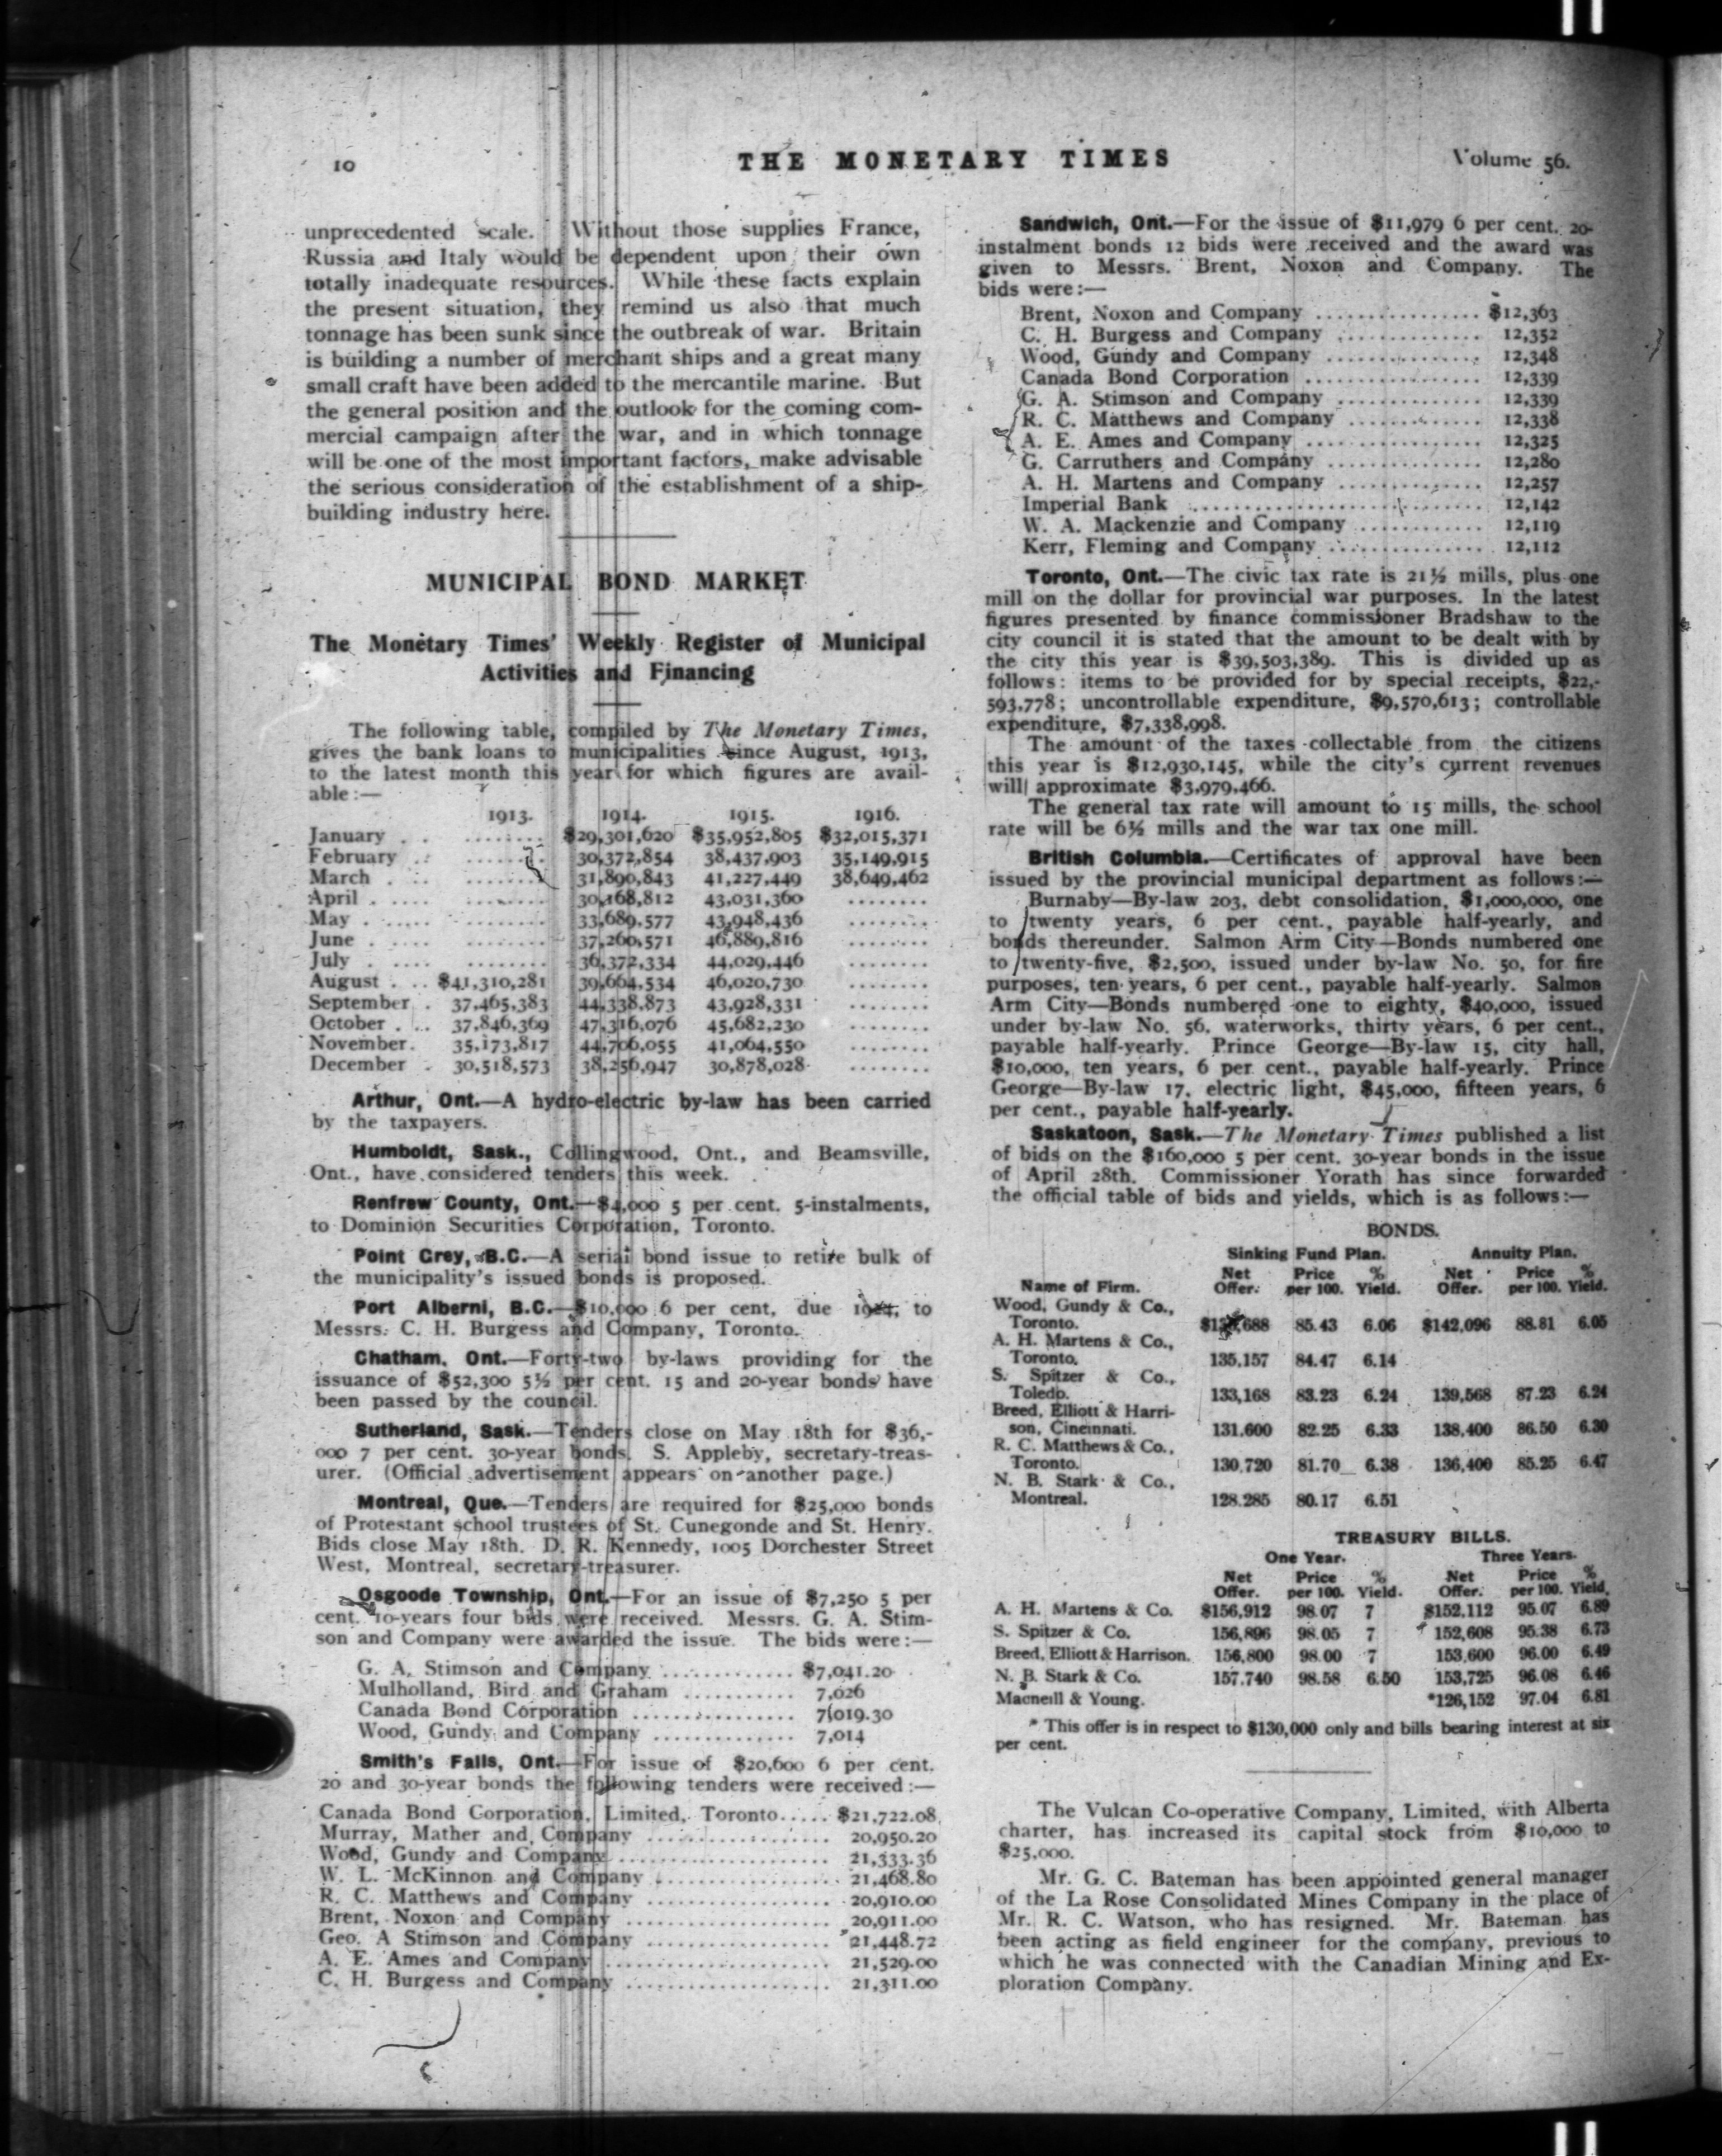 10
THE MONETARY TIMES
Volume 56.
unprecedented scale. Without those supplies France,
Russia and Italy would be dependent upon their own
totally inadequate resources. While these facts explain
the present situation, they remind us also that much
tonnage has been sunk since the outbreak of war. Britain
is building a number of merchant ships and a great many
small craft have been added to the mercantile marine. But
the general position and the outlook for the coming com-
mercial campaign after the war, and in which tonnage
will be one of the most important factors, make advisable
the serious consideration of the establishment of a ship-
building industry here.
MUNICIPAL BOND MARKET
The Monetary Times' Weekly Register of Municipal
Activities and Financing
The following table, compiled by The Monetary Times,
gives the bank loans to municipalities since August, 1913,
to the latest month this year for which figures are avail-
able:—
1913. 1914. 1915. 1916.
January . . ........ $29,301,620 $35,952,805 $32,015,371
February .. ........ 30,372,854 38,437,903 35,149,915
March . ... ........ 31,890,843 41,227,449 38,649,462
April . .... ........ 30,168,812 43,031,360 ........
May . .... ........ 33,689,577 43,948,436 ........
June . .... ........ 37,260,571 46,889,816 ........
July . .... ........ 36,372,334 44,029,446 ........
August . .. $41,310,281 39,664,534 46,020,730 ........
September . 37,465,383 44,338,873 43,928,331 ........
October . .. 37,846,369 47,316,076 45,682,230 ........
November. 35,173,817 44,706,055 41,064,550 ........
December . 30,518,573 38,256,947 30,878,028 ........
Arthur, Ont.—A hydro-electric by-law has been carried
by the taxpayers.
Humboldt, Sask., Collingwood, Ont., and Beamsville,
Ont., have considered tenders this week.
Renfrew County, Ont.—$4,000 5 per cent. 5-instalments,
to Dominion Securities Corporation, Toronto.
Point Grey, B.C.—A serial bond issue to retire bulk of
the municipality's issued bonds is proposed.
Port Alberni, B.C.—$10,000 6 per cent, due to
Messrs. C. H. Burgess and Company, Toronto.
Chatham, Ont.—Forty-two by-laws providing for the
issuance of $52,300 5½ per cent. 15 and 20-year bonds have
been passed by the council.
Sutherland, Sask.—Tenders close on May 18th for $36,-
000 7 per cent. 30-year bonds. S. Appleby, secretary-treas-
urer. (Official advertisement appears on another page.)
Montreal, Que.—Tenders are required for $25,000 bonds
of Protestant school trustees of St. Cunegonde and St. Henry.
Bids close May 18th. D. R. Kennedy, 1005 Dorchester Street
West, Montreal, secretary-treasurer.
Osgoode Township, Ont.—For an issue of $7,250 5 per
cent. 10-years four bids were received. Messrs. G. A. Stim-
son and Company were awarded the issue. The bids were:—
G. A. Stimson and Company ............ $7,041.20
Mulholland, Bird and Graham ........... 7,026
Canada Bond Corporation ............... 7,019.30
Wood, Gundy and Company .............. 7,014
Smith's Falls, Ont.—For issue of $20,600 6 per cent.
20 and 30-year bonds the following tenders were received:—
Canada Bond Corporation, Limited, Toronto..... $21,722.08
Murray, Mather and Company .................. 20,950.20
Wood, Gundy and Company ..................... 21,333.36
W. L. McKinnon and Company .................. 21,468.80
R. C. Matthews and Company .................. 20,910.00
Brent, Noxon and Company .................... 20,911.00
Geo. A Stimson and Company .................. 21,448.72
A. E. Ames and Company ...................... 21,529.00
C. H. Burgess and Company .................... 21,311.00
Sandwich, Ont.—For the issue of $11,979 6 per cent. 20-
instalment bonds 12 bids were received and the award was
given to Messrs. Brent, Noxon and Company. The
bids were:—
Brent, Noxon and Company ................ $12,363
C. H. Burgess and Company .............. 12,352
Wood, Gundy and Company ............... 12,348
Canada Bond Corporation ................. 12,339
G. A. Stimson and Company .............. 12,339
R. C. Matthews and Company ............. 12,338
A. E. Ames and Company ................. 12,325
G. Carruthers and Company ............... 12,280
A. H. Martens and Company .............. 12,257
Imperial Bank ............................ 12,142
W. A. Mackenzie and Company ............ 12,119
Kerr, Fleming and Company ............... 12,112
Toronto, Ont.—The civic tax rate is 21½ mills, plus one
mill on the dollar for provincial war purposes. In the latest
figures presented by finance commissioner Bradshaw to the
city council it is stated that the amount to be dealt with by
the city this year is $39,503,389. This is divided up as
follows: items to be provided for by special receipts, $22,-
593,778; uncontrollable expenditure, $9,570,613; controllable
expenditure, $7,338,998.
The amount of the taxes collectable from the citizens
this year is $12,930,145, while the city's current revenues
will approximate $3,979,466.
The general tax rate will amount to 15 mills, the school
rate will be 6½ mills and the war tax one mill.
British Columbia.—Certificates of approval have been
issued by the provincial municipal department as follows:—
Burnaby—By-law 203, debt consolidation, $1,000,000, one
to twenty years, 6 per cent., payable half-yearly, and
bonds thereunder. Salmon Arm City—Bonds numbered one
to twenty-five, $2,500, issued under by-law No. 50, for fire
purposes, ten years, 6 per cent., payable half-yearly. Salmon
Arm City—Bonds numbered one to eighty, $40,000, issued
under by-law No. 56, waterworks, thirty years, 6 per cent.,
payable half-yearly. Prince George—By-law 15, city hall,
$10,000, ten years, 6 per cent., payable half-yearly. Prince
George—By-law 17, electric light, $45,000, fifteen years, 6
per cent., payable half-yearly.
Saskatoon, Sask.—The Monetary Times published a list
of bids on the $160,000 5 per cent. 30-year bonds in the issue
of April 28th. Commissioner Yorath has since forwarded
the official table of bids and yields, which is as follows:—
BONDS.
Sinking Fund Plan. Annuity Plan.
Net Price % Net Price %
Name of Firm. Offer. per 100. Yield. Offer. per 100. Yield.
Wood, Gundy & Co.,
Toronto. 85.43 6.06 $142,096 88.81 6.05
A. H. Martens & Co.,
Toronto. 135,157 84.47 6.14
S. Spitzer & Co.,
Toledo. 133,168 83.23 6.24 139,568 87.23 6.24
Breed, Elliott & Harri-
son, Cincinnati. 131,600 82.25 6.33 138,400 86.50 6.30
R. C. Matthews & Co.,
Toronto. 130,720 81.70 6.38 136,400 85.25 6.47
N. B. Stark & Co.,
Montreal. 128,285 80.17 6.51
TREASURY BILLS.
One Year. Three Years.
Net Price % Net Price %
Offer. per 100. Yield. Offer. per 100. Yield.
A. H. Martens & Co. $156,912 98.07 7 $152,112 95.07 6.89
S. Spitzer & Co. 156,896 98.05 7 152,608 95.38 6.73
Breed, Elliott & Harrison. 156,800 98.00 7 153,600 96.00 6.49
N. B. Stark & Co. 157,740 98.58 6.50 153,725 96.08 6.46
Macneill & Young. *126,152 97.04 6.81
* This offer is in respect to $130,000 only and bills bearing interest at six
per cent.
The Vulcan Co-operative Company, Limited, with Alberta
charter, has increased its capital stock from $10,000 to
$25,000.
Mr. G. C. Bateman has been appointed general manager
of the La Rose Consolidated Mines Company in the place of
Mr. R. C. Watson, who has resigned. Mr. Bateman has
been acting as field engineer for the company, previous to
which he was connected with the Canadian Mining and Ex-
ploration Company.